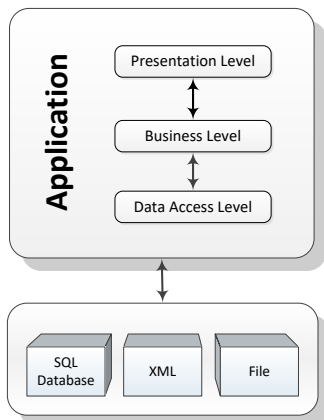 Application
Presentation Level
Business Level
Data Access Level
SQL
Database
XML
File